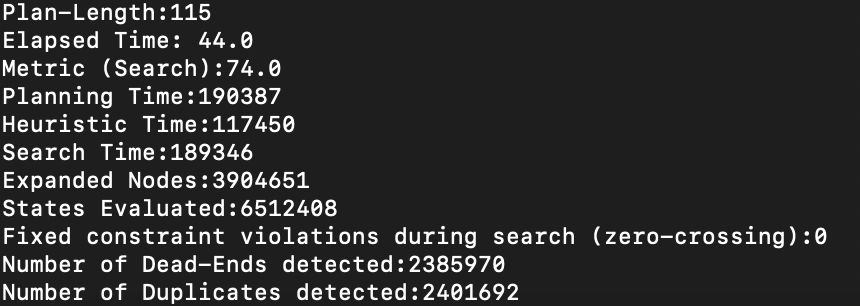 Plan-Length:115
Elapsed Time: 44.0
Metric (Search):74.0
Planning Time:190387
Heuristic Time:117450
Search Time:189346
Expanded Nodes:3904651
States Evaluated:6512408
Fixed constraint violations during search (zero-crossing):0
Number of Dead-Ends detected:2385970
Number of Duplicates detected:2401692